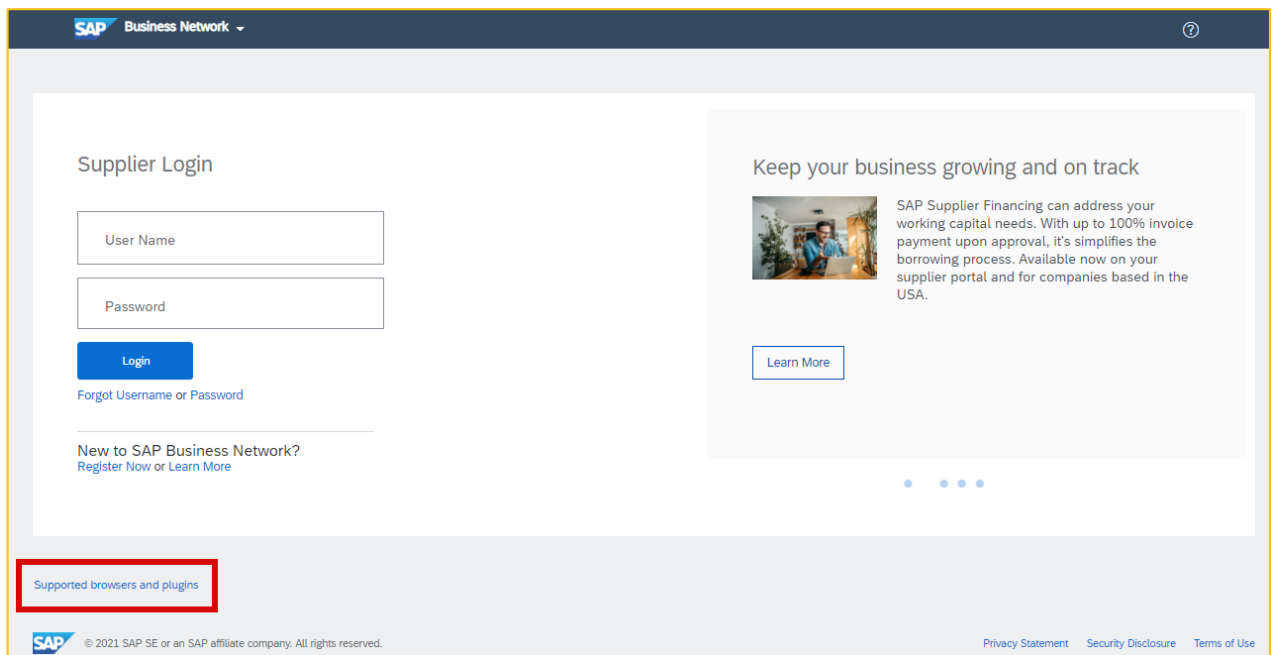 SAP Business Network
Supplier Login
User Name
Password
Login
Forgot Username or Password
New to SAP Business Network?
Register Now or Learn More
Keep your business growing and on track
SAP Supplier Financing can address your
working capital needs. With up to 100% invoice
payment upon approval, it's simplifies the
borrowing process. Available now on your
supplier portal and for companies based in the
USA.
Learn More
Supported browsers and plugins
SAP © 2021 SAP SE or an SAP affiliate company. All rights reserved.
Privacy Statement Security Disclosure Terms of Use